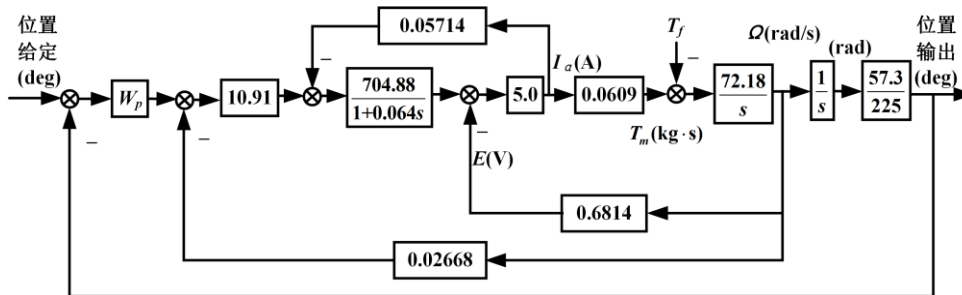 位置
给定
(deg)
W_p
10.91
0.05714
704.88
1+0.064s
5.0
I_a(A)
0.0609
T_f
T_m(kg·s)
72.18
s
Ω(rad/s)
1
s
(rad)
57.3
225
位置
输出
(deg)
E(V)
0.6814
0.02668
−
−
−
−
−